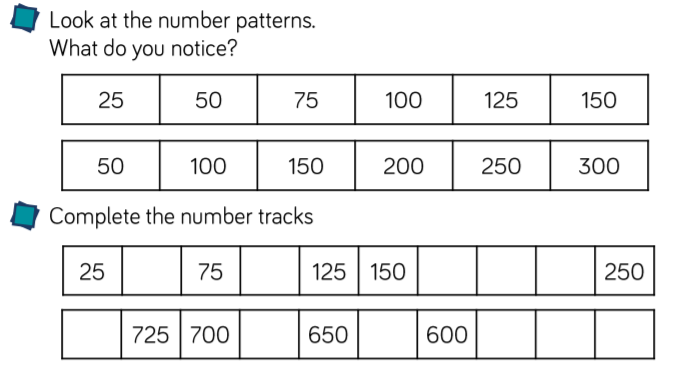 Look at the number patterns.
What do you notice?
25 50 75 100 125 150
50 100 150 200 250 300
Complete the number tracks
25 75 125 150 250
725 700 650 600